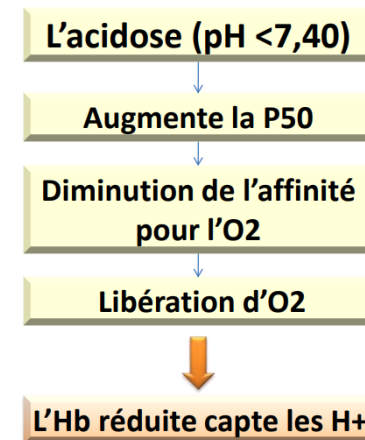 L'acidose (pH <7,40)
Augmente la P50
Diminution de l'affinité
pour l'O2
Libération d'O2
L'Hb réduite capte les H+